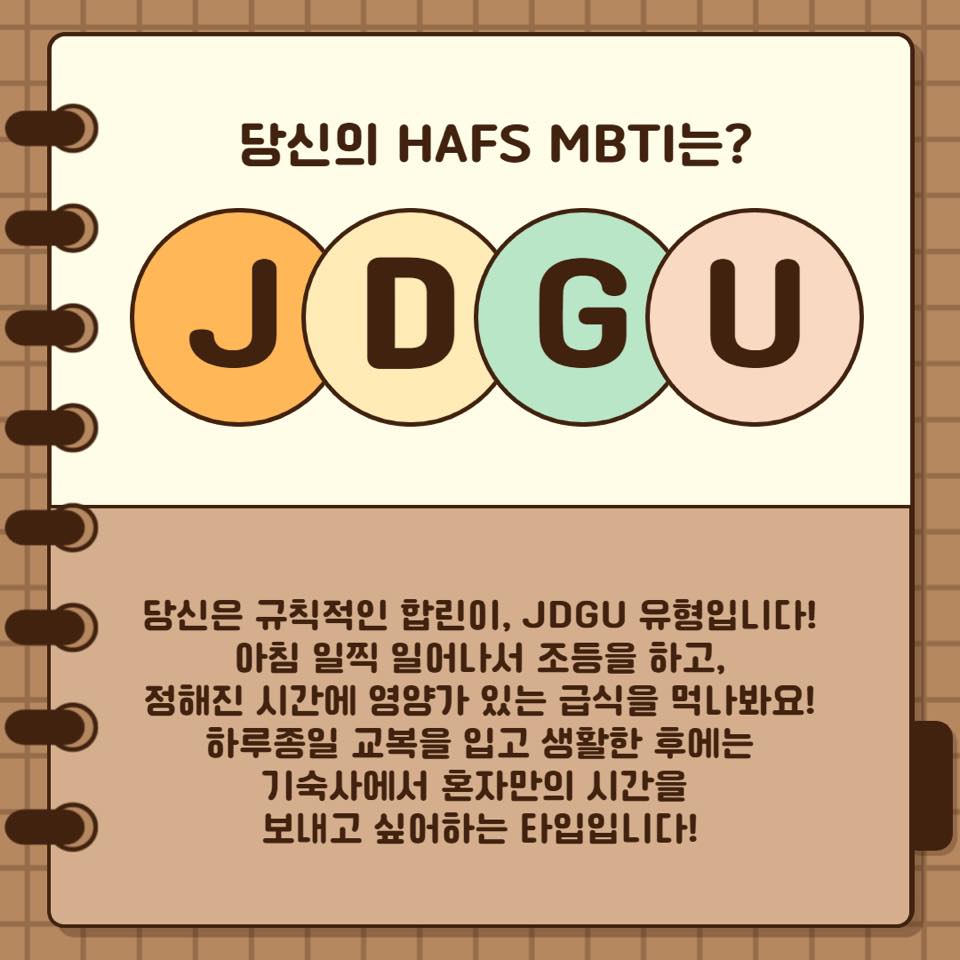 당신의 HAFS MBTI는?
JDGU
당신은 규칙적인 합린이, JDGU 유형입니다!
아침 일찍 일어나서 조등을 하고,
정해진 시간에 영양가 있는 급식을 먹나봐요!
하루종일 교복을 입고 생활한 후에는
기숙사에서 혼자만의 시간을
보내고 싶어하는 타입입니다!